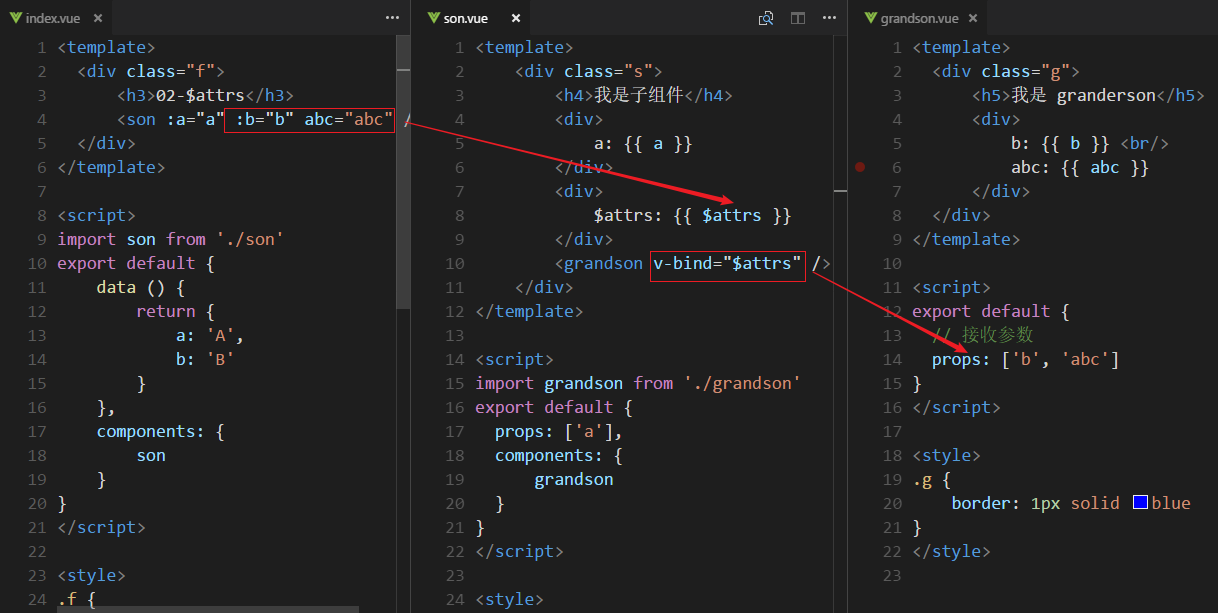 index.vue
1 <template>
2 <div class="f">
3 <h3>02-$attrs</h3>
4 <son :a="a" :b="b" abc="abc" /
5 </div>
6 </template>
7
8 <script>
9 import son from './son'
10 export default {
11 data () {
12 return {
13 a: 'A',
14 b: 'B'
15 }
16 },
17 components: {
18 son
19 }
20 }
21 </script>
22
23 <style>
24 .f {
son.vue
1 <template>
2 <div class="s">
3 <h4>我是子组件</h4>
4 <div>
5 a: {{ a }}
6 </div>
7 <div>
8 $attrs: {{ $attrs }}
9 </div>
10 <grandson v-bind="$attrs" />
11 </div>
12 </template>
13
14 <script>
15 import grandson from './grandson'
16 export default {
17 props: ['a'],
18 components: {
19 grandson
20 }
21 }
22 </script>
23
24 <style>
grandson.vue
1 <template>
2 <div class="g">
3 <h5>我是 granderson</h5>
4 <div>
5 b: {{ b }} <br/>
6 abc: {{ abc }}
7 </div>
8 </div>
9 </template>
10
11 <script>
12 export default {
13 // 接收参数
14 props: ['b', 'abc']
15 }
16 </script>
17
18 <style>
19 .g {
20 border: 1px solid blue
21 }
22 </style>
23